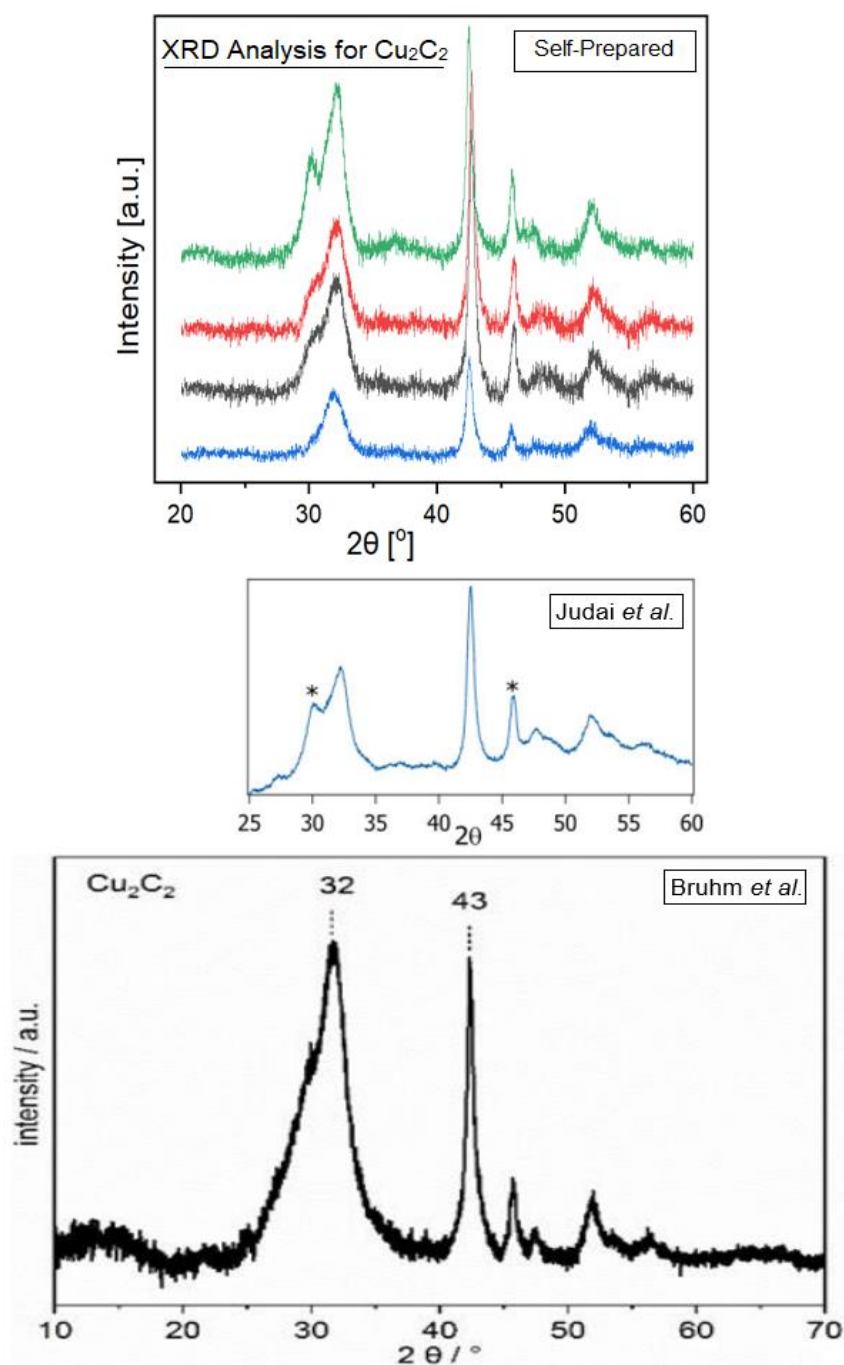 XRD Analysis for Cu₂C₂
Self-Prepared
Intensity [a.u.]
20 30 40 50 60
2θ [°]
Judai et al.
* *
25 30 35 40 45 50 55 60
2θ
Cu₂C₂
32
43
Bruhm et al.
intensity / a.u.
10 20 30 40 50 60 70
2 θ / °